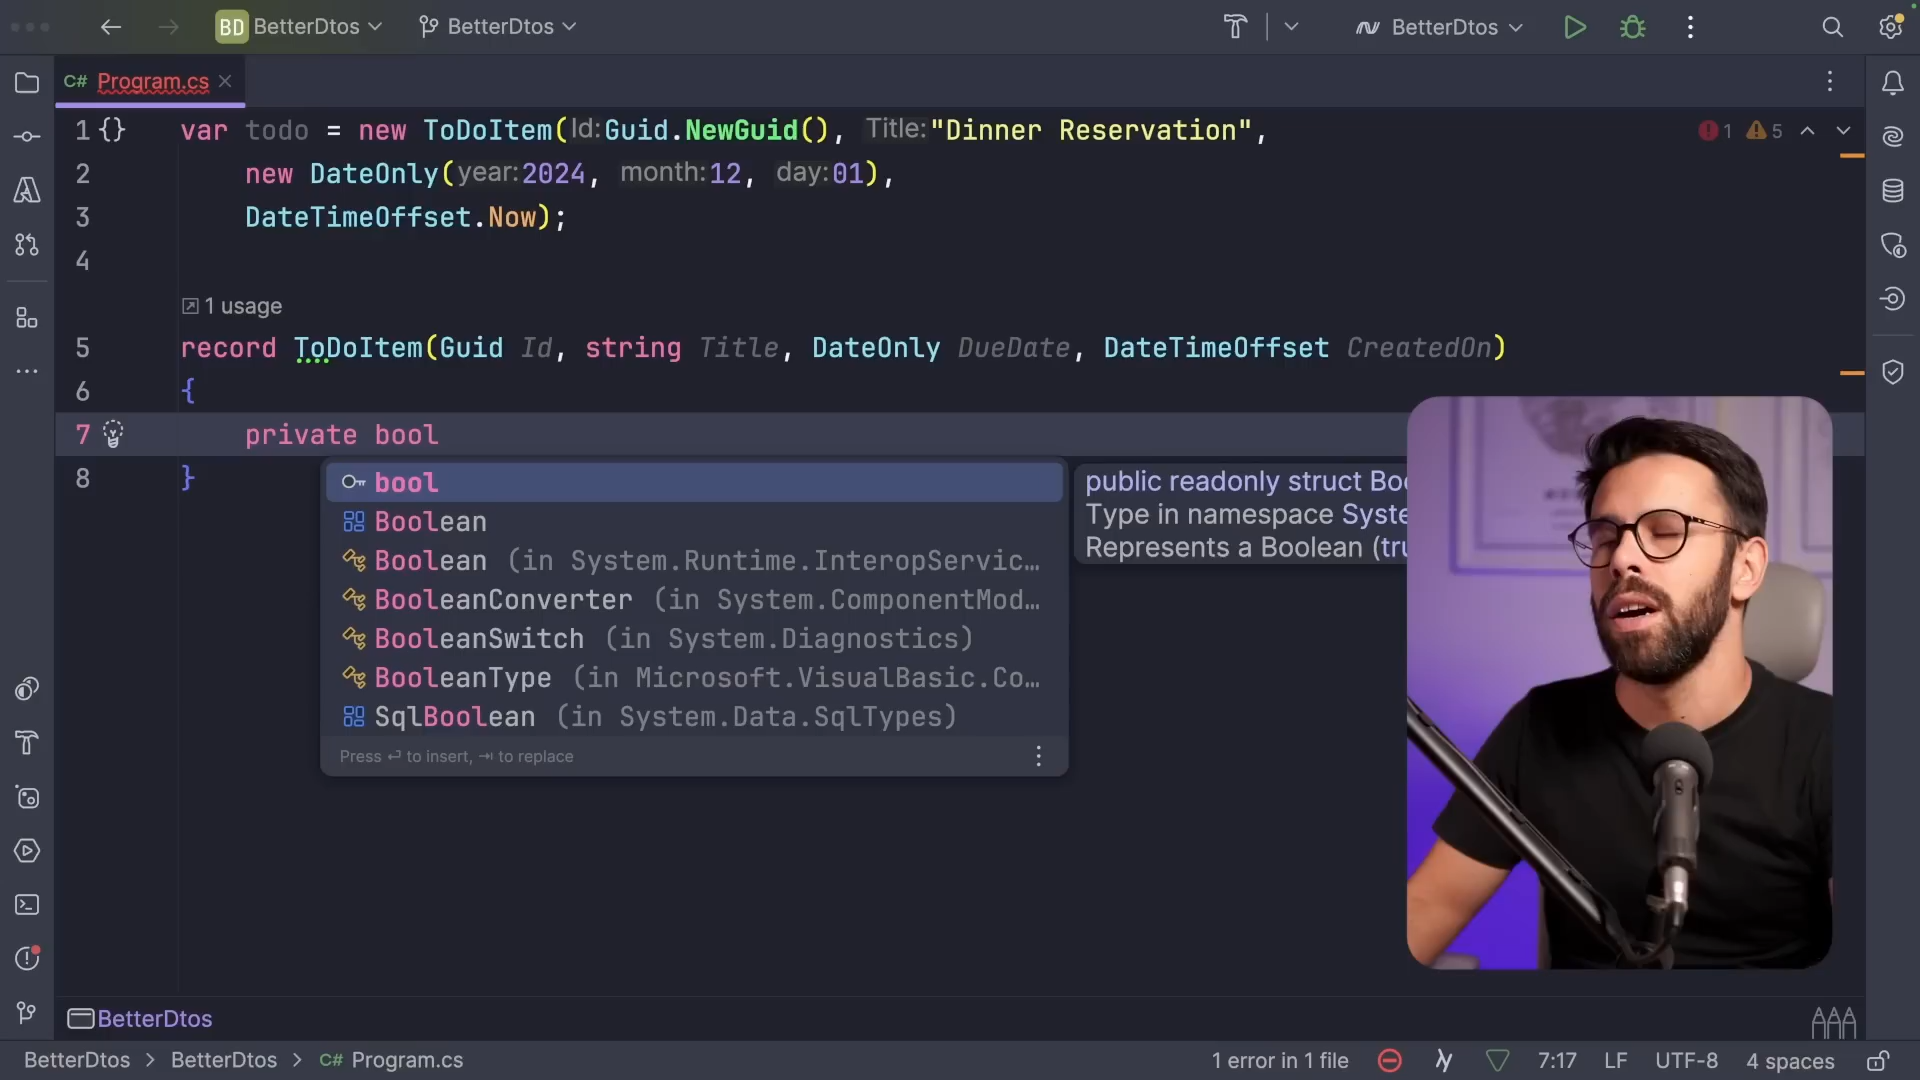 BD BetterDtos BetterDtos BetterDtos
C# Program.cs
1 {} var todo = new ToDoItem(Id:Guid.NewGuid(), Title:"Dinner Reservation", 1 5
2 new DateOnly(year:2024, month:12, day:01),
3 DateTimeOffset.Now);
4
1 usage
5 record ToDoItem(Guid Id, string Title, DateOnly DueDate, DateTimeOffset CreatedOn)
6 {
7 private bool
8 }
bool
Boolean
Boolean (in System.Runtime.InteropServic…
BooleanConverter (in System.ComponentMod…
BooleanSwitch (in System.Diagnostics)
BooleanType (in Microsoft.VisualBasic.Co…
SqlBoolean (in System.Data.SqlTypes)
Press ⏎ to insert, ⇥ to replace
public readonly struct Boo
Type in namespace Syste
Represents a Boolean (tru
BetterDtos
BetterDtos > BetterDtos > C# Program.cs 1 error in 1 file 7:17 LF UTF-8 4 spaces